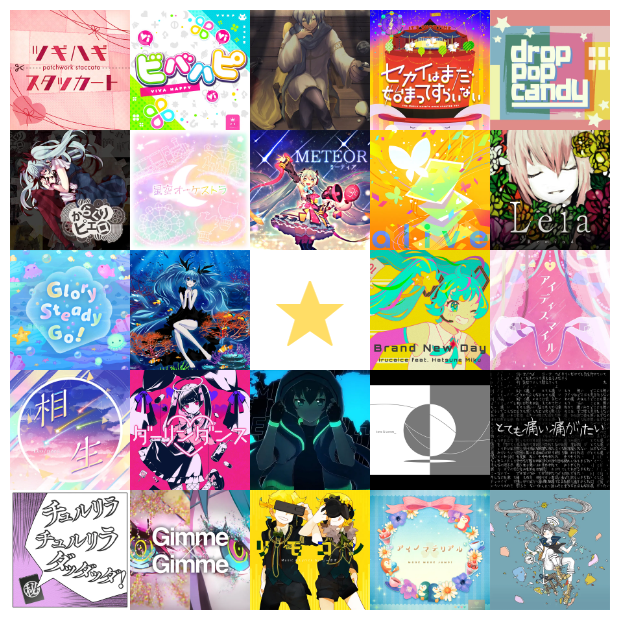 ツギハギ
patchwork staccato
スタッカート
ビバハピ
VIVA HAPPY
セカイはまだ
始まってすらいない
drop
pop
candy
からくり
ピエロ
星空オーケストラ
METEOR
alive
Leia
Glory
Steady
Go!
Brand New Day
irucaice feat. Hatsune Miku
アイディスマイル
相生
ダーリンダンス
とても痛い痛がりたい
チュルリラ
チュルリラ
ダッダッダ!
Gimme
Gimme
リモコン